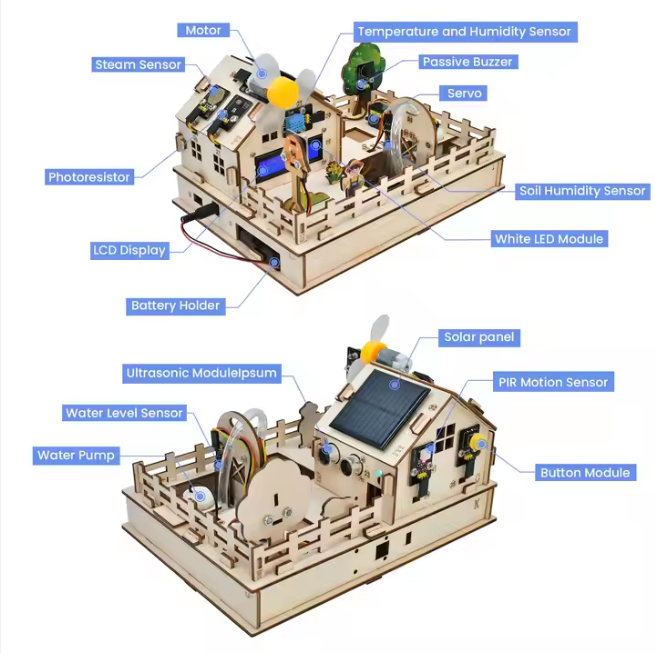 Motor
Temperature and Humidity Sensor
Steam Sensor
Passive Buzzer
Servo
Photoresistor
Soil Humidity Sensor
LCD Display
White LED Module
Battery Holder
Solar panel
Ultrasonic ModuleIpsum
PIR Motion Sensor
Water Level Sensor
Water Pump
Button Module